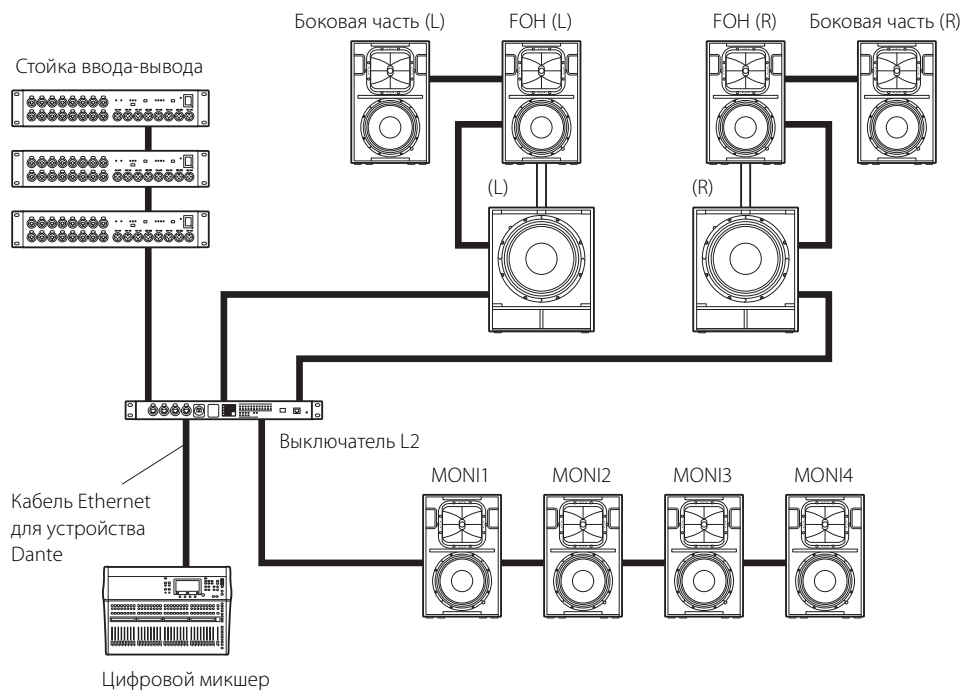 Боковая часть (L)
FOH (L)
FOH (R)
Боковая часть (R)
Стойка ввода-вывода
(L)
(R)
Выключатель L2
Кабель Ethernet
для устройства
Dante
MONI1
MONI2
MONI3
MONI4
Цифровой микшер